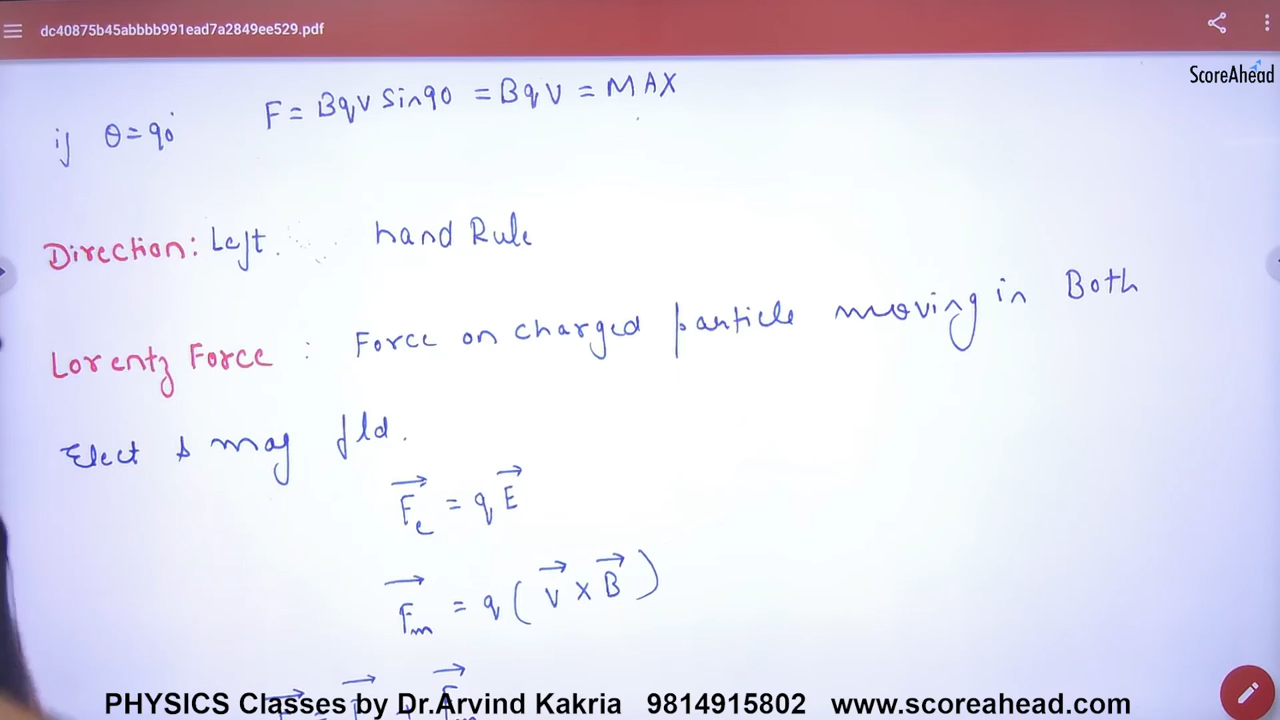 dc40875b45abbbb991ead7a2849ee529.pdf
ScoreAhead
if θ=90° F = BqV Sin90 = BqV = MAX
Direction: Left hand Rule
Lorentz Force : Force on charged particle moving in Both
Elect & mag fld.
F⃗e = qE⃗
F⃗m = q(V⃗ × B⃗)
PHYSICS Classes by Dr.Arvind Kakria 9814915802 www.scoreahead.com